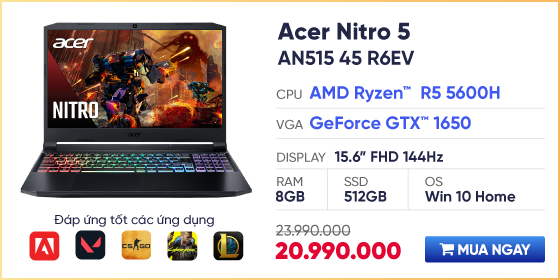 acer
NITRO
acer
Đáp ứng tốt các ứng dụng
CS:GO
Acer Nitro 5
AN515 45 R6EV
CPU AMD Ryzen™ R5 5600H
VGA GeForce GTX™ 1650
DISPLAY 15.6” FHD 144Hz
RAM SSD OS
8GB 512GB Win 10 Home
23.990.000
20.990.000 MUA NGAY